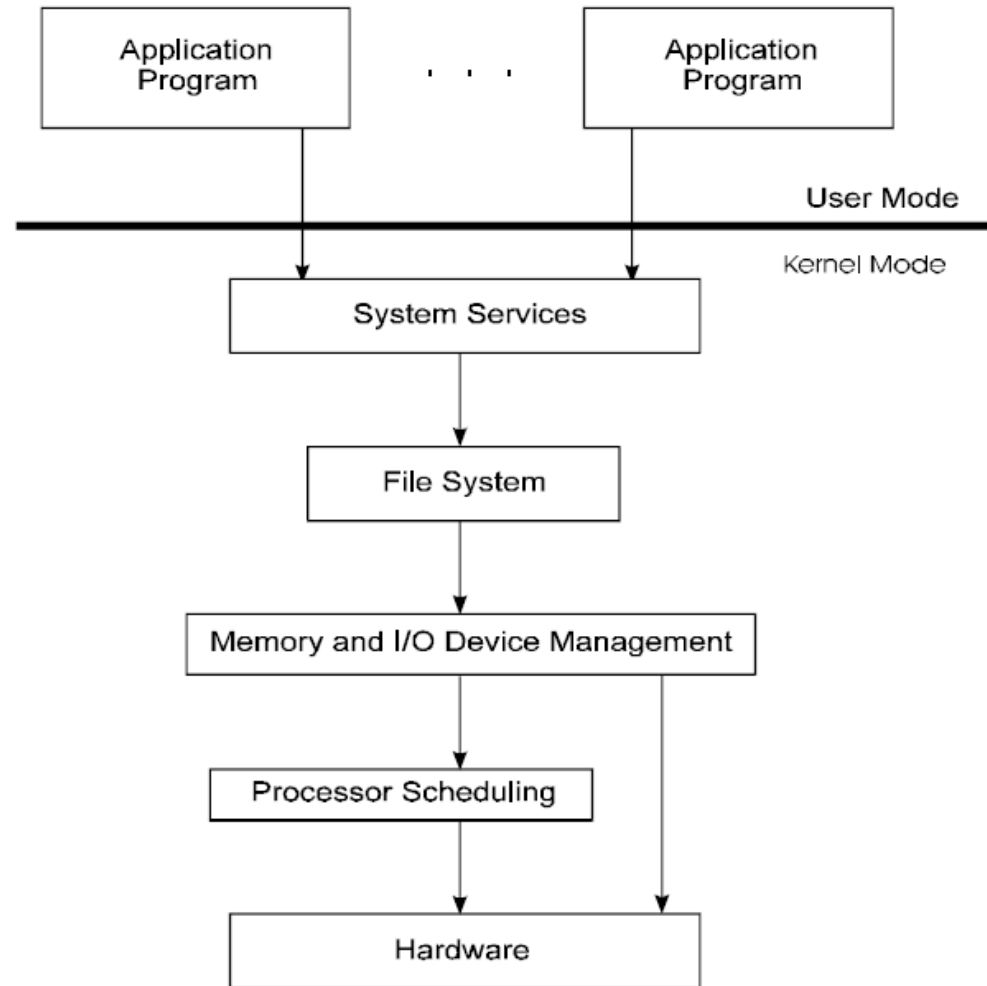 Application
Program
. . .
Application
Program
User Mode
Kernel Mode
System Services
File System
Memory and I/O Device Management
Processor Scheduling
Hardware